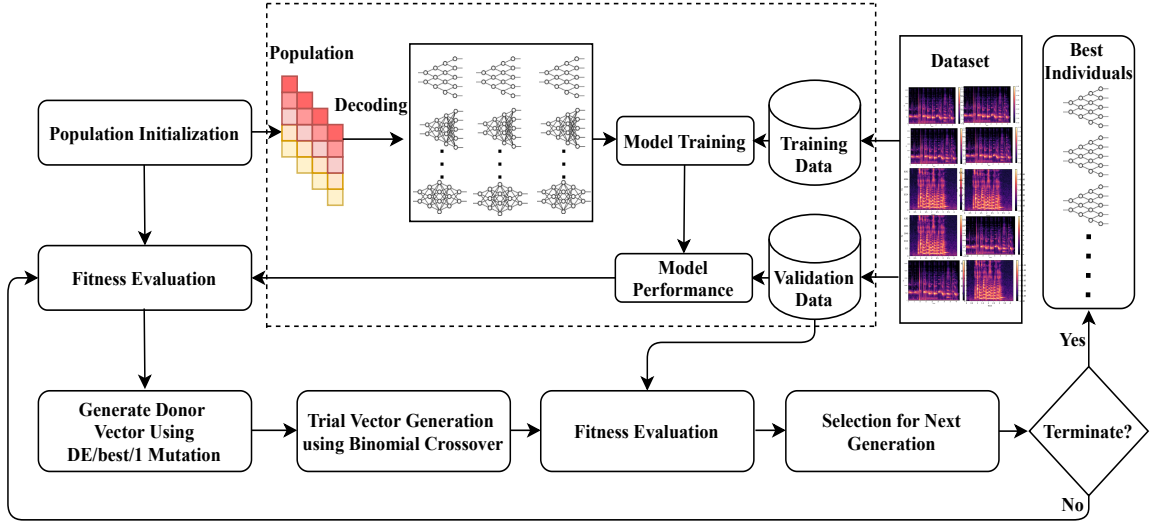 Population
Dataset
Best
Individuals
Population Initialization
Decoding
Model Training
Training
Data
Fitness Evaluation
Model
Performance
Validation
Data
Yes
Generate Donor
Vector Using
DE/best/1 Mutation
Trial Vector Generation
using Binomial Crossover
Fitness Evaluation
Selection for Next
Generation
Terminate?
No